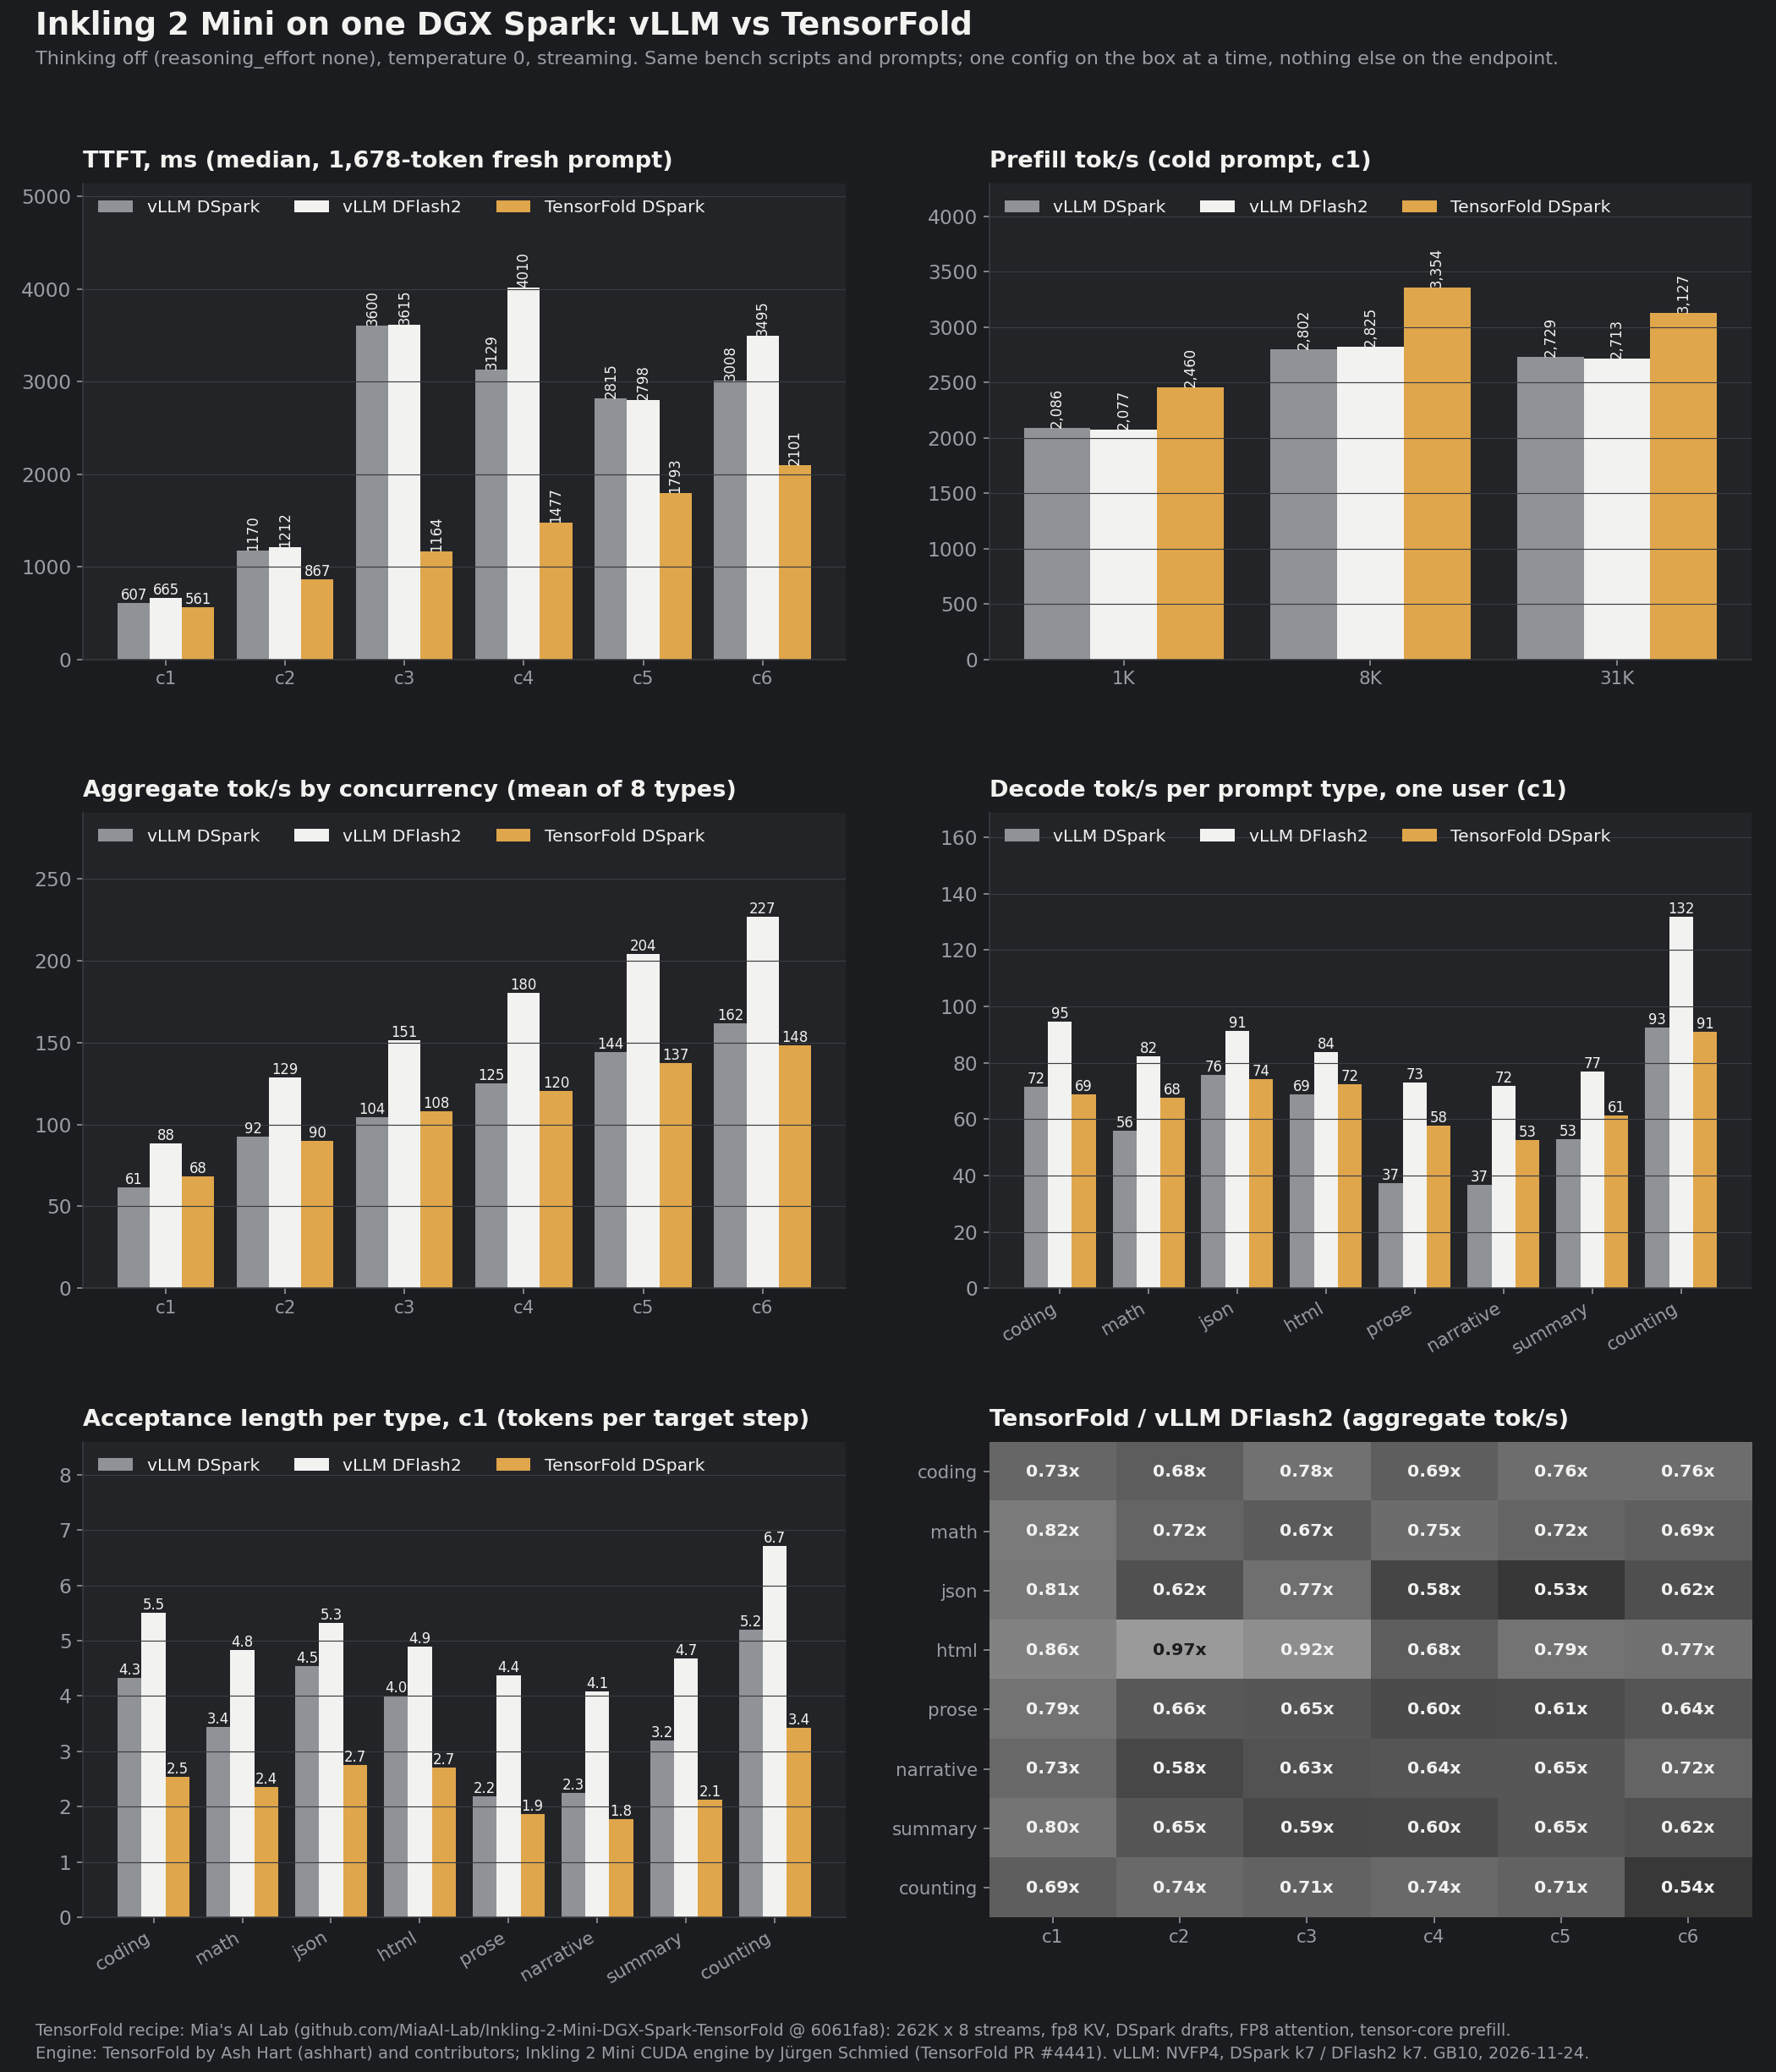 Inkling 2 Mini on one DGX Spark: vLLM vs TensorFold
Thinking off (reasoning_effort none), temperature 0, streaming. Same bench scripts and prompts; one config on the box at a time, nothing else on the endpoint.
TTFT, ms (median, 1,678-token fresh prompt)
vLLM DSpark vLLM DFlash2 TensorFold DSpark
5000
4000
3000
2000
1000
0
607 665 561
1170 1212 867
3600 3615 1164
3129 4010 1477
2815 2798 1793
3008 3495 2101
c1 c2 c3 c4 c5 c6
Prefill tok/s (cold prompt, c1)
vLLM DSpark vLLM DFlash2 TensorFold DSpark
4000
3500
3000
2500
2000
1500
1000
500
0
2,086 2,077 2,460
2,802 2,825 3,354
2,729 2,713 3,127
1K 8K 31K
Aggregate tok/s by concurrency (mean of 8 types)
vLLM DSpark vLLM DFlash2 TensorFold DSpark
250
200
150
100
50
0
61 88 68
92 129 90
104 151 108
125 180 120
144 204 137
162 227 148
c1 c2 c3 c4 c5 c6
Decode tok/s per prompt type, one user (c1)
vLLM DSpark vLLM DFlash2 TensorFold DSpark
160
140
120
100
80
60
40
20
0
72 95 69
56 82 68
76 91 74
69 84 72
37 73 58
37 72 53
53 77 61
93 132 91
coding math json html prose narrative summary counting
Acceptance length per type, c1 (tokens per target step)
vLLM DSpark vLLM DFlash2 TensorFold DSpark
8
7
6
5
4
3
2
1
0
4.3 5.5 2.5
3.4 4.8 2.4
4.5 5.3 2.7
4.0 4.9 2.7
2.2 4.4 1.9
2.3 4.1 1.8
3.2 4.7 2.1
5.2 6.7 3.4
coding math json html prose narrative summary counting
TensorFold / vLLM DFlash2 (aggregate tok/s)
coding 0.73x 0.68x 0.78x 0.69x 0.76x 0.76x
math 0.82x 0.72x 0.67x 0.75x 0.72x 0.69x
json 0.81x 0.62x 0.77x 0.58x 0.53x 0.62x
html 0.86x 0.97x 0.92x 0.68x 0.79x 0.77x
prose 0.79x 0.66x 0.65x 0.60x 0.61x 0.64x
narrative 0.73x 0.58x 0.63x 0.64x 0.65x 0.72x
summary 0.80x 0.65x 0.59x 0.60x 0.65x 0.62x
counting 0.69x 0.74x 0.71x 0.74x 0.71x 0.54x
c1 c2 c3 c4 c5 c6
TensorFold recipe: Mia's AI Lab (github.com/MiaAI-Lab/Inkling-2-Mini-DGX-Spark-TensorFold @ 6061fa8): 262K x 8 streams, fp8 KV, DSpark drafts, FP8 attention, tensor-core prefill.
Engine: TensorFold by Ash Hart (ashhart) and contributors; Inkling 2 Mini CUDA engine by Jürgen Schmied (TensorFold PR #4441). vLLM: NVFP4, DSpark k7 / DFlash2 k7. GB10, 2026-11-24.